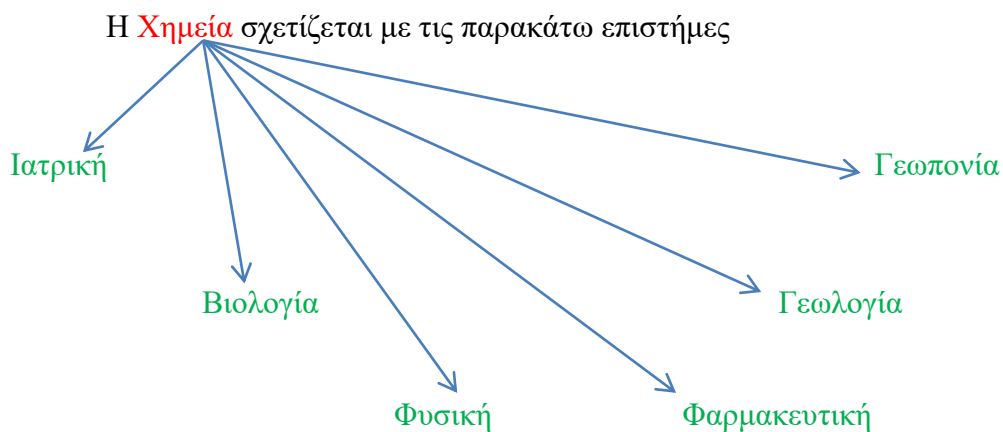 Η Χημεία σχετίζεται με τις παρακάτω επιστήμες
Ιατρική
Γεωπονία
Βιολογία
Γεωλογία
Φυσική
Φαρμακευτική